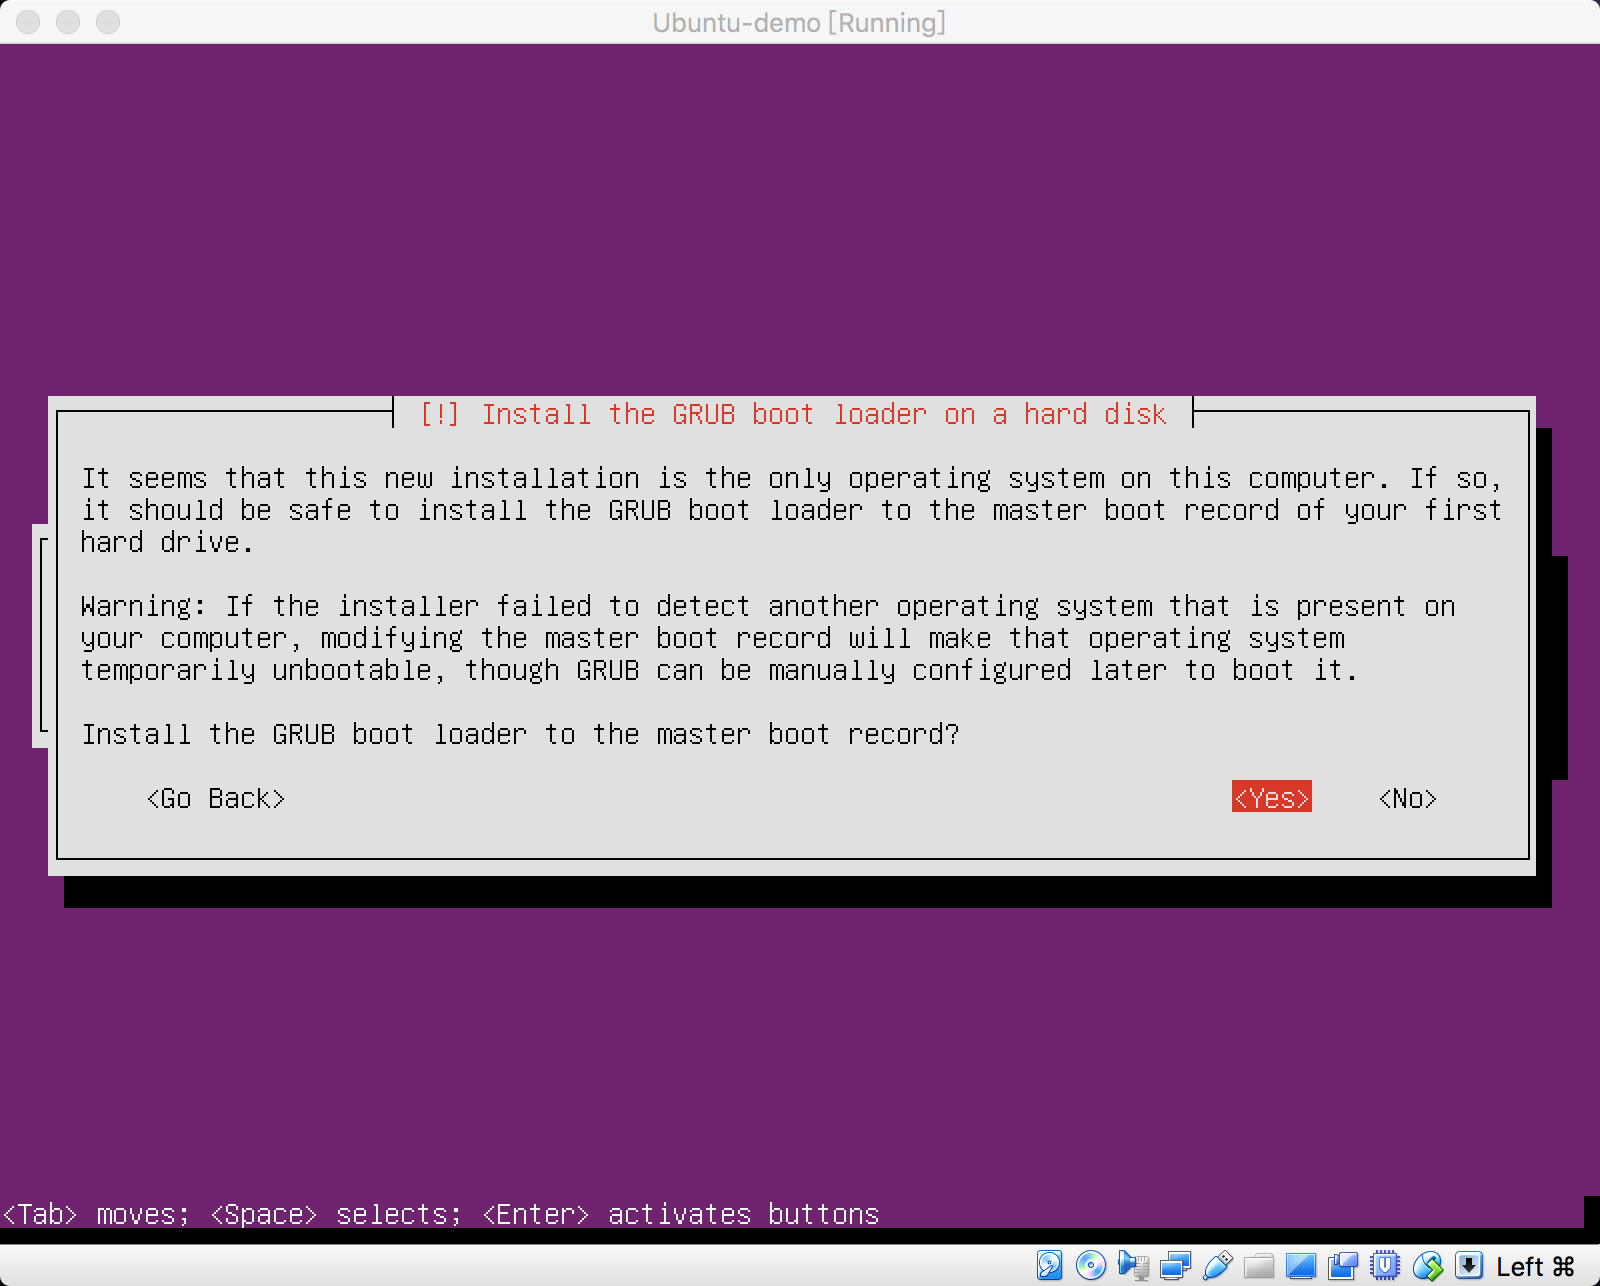 Ubuntu-demo [Running]
[!] Install the GRUB boot loader on a hard disk
It seems that this new installation is the only operating system on this computer. If so,
it should be safe to install the GRUB boot loader to the master boot record of your first
hard drive.
Warning: If the installer failed to detect another operating system that is present on
your computer, modifying the master boot record will make that operating system
temporarily unbootable, though GRUB can be manually configured later to boot it.
Install the GRUB boot loader to the master boot record?
<Go Back> <Yes> <No>
<Tab> moves; <Space> selects; <Enter> activates buttons
Left ⌘